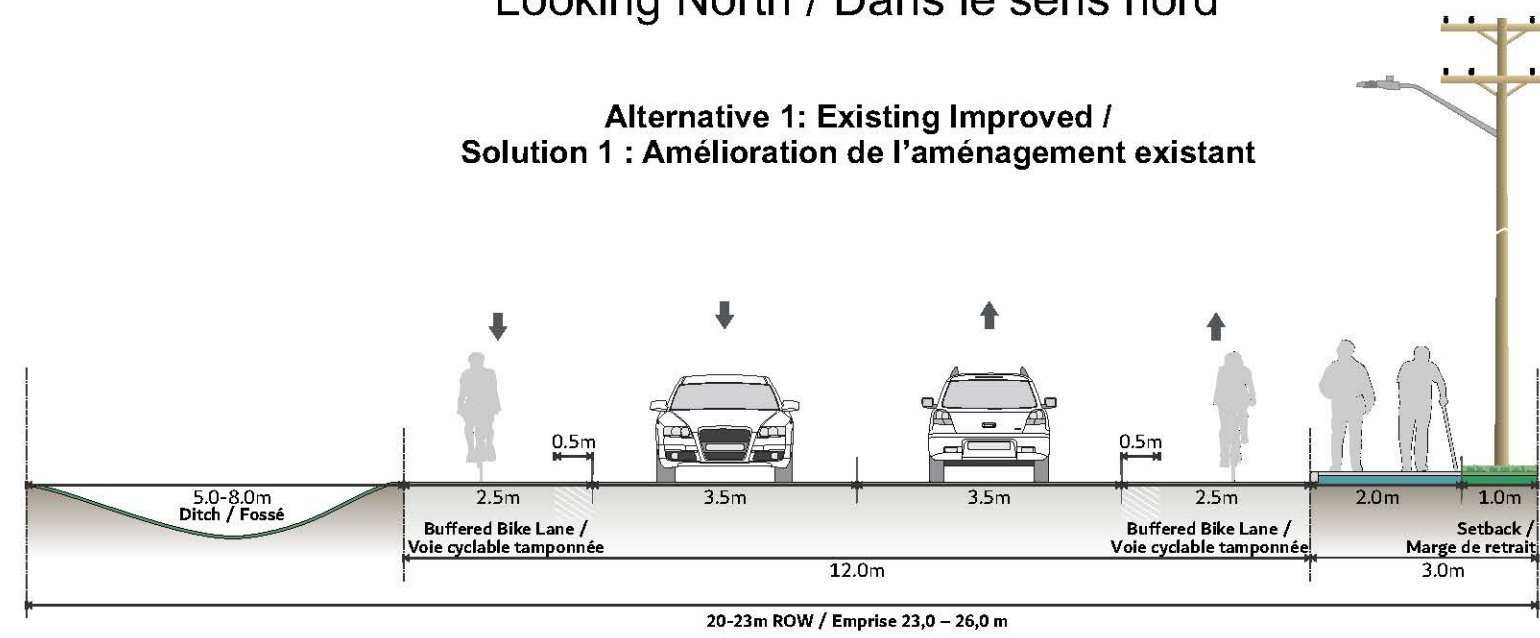 Looking North / Dans le sens nord
Alternative 1: Existing Improved /
Solution 1 : Amélioration de l'aménagement existant
0.5m
0.5m
5.0-8.0m
Ditch / Fossé
2.5m
3.5m
3.5m
2.5m
2.0m
1.0m
Buffered Bike Lane /
Voie cyclable tamponnée
Buffered Bike Lane /
Voie cyclable tamponnée
Setback /
Marge de retrait
12.0m
3.0m
20-23m ROW / Emprise 23,0 – 26,0 m